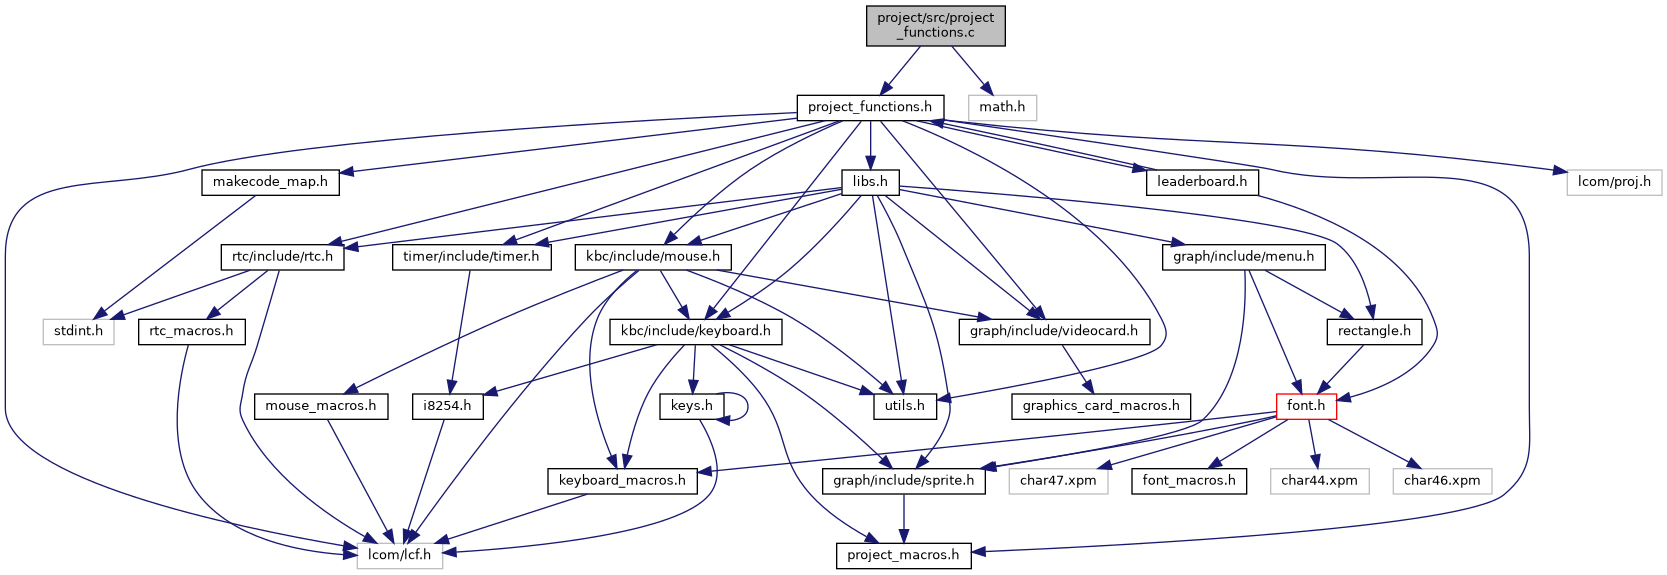 project/src/project
_functions.c
project_functions.h
math.h
makecode_map.h
libs.h
leaderboard.h
lcom/proj.h
rtc/include/rtc.h
timer/include/timer.h
kbc/include/mouse.h
graph/include/menu.h
stdint.h
rtc_macros.h
kbc/include/keyboard.h
graph/include/videocard.h
rectangle.h
mouse_macros.h
i8254.h
keys.h
utils.h
graphics_card_macros.h
font.h
keyboard_macros.h
graph/include/sprite.h
char47.xpm
font_macros.h
char44.xpm
char46.xpm
lcom/lcf.h
project_macros.h